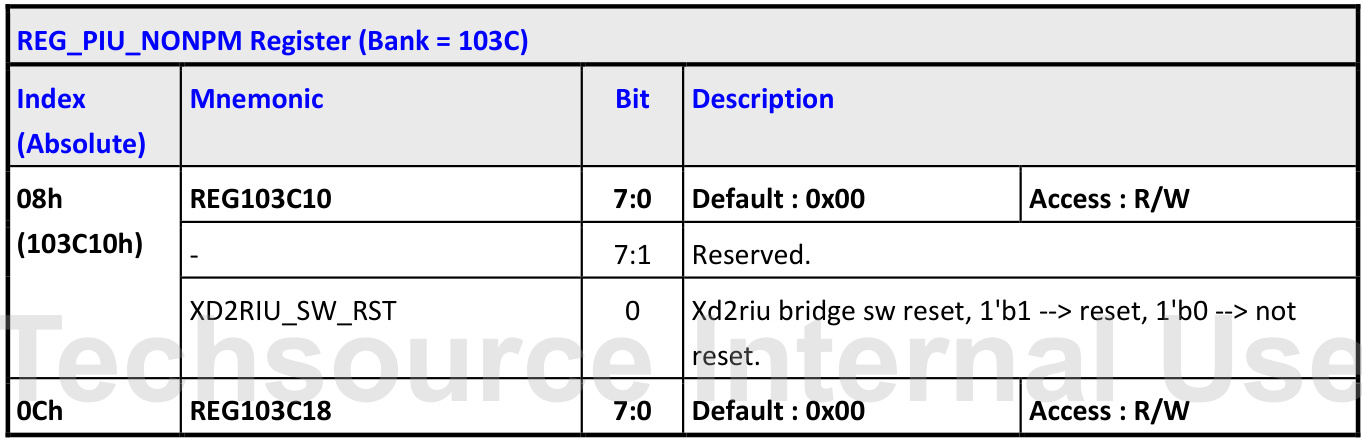 REG_PIU_NONPM Register (Bank = 103C)
Index
(Absolute)
Mnemonic
Bit
Description
08h
(103C10h)
REG103C10
7:0
Default : 0x00
Access : R/W
-
7:1
Reserved.
XD2RIU_SW_RST
0
Xd2riu bridge sw reset, 1'b1 --> reset, 1'b0 --> not
reset.
Techsource Internal Use
0Ch
REG103C18
7:0
Default : 0x00
Access : R/W